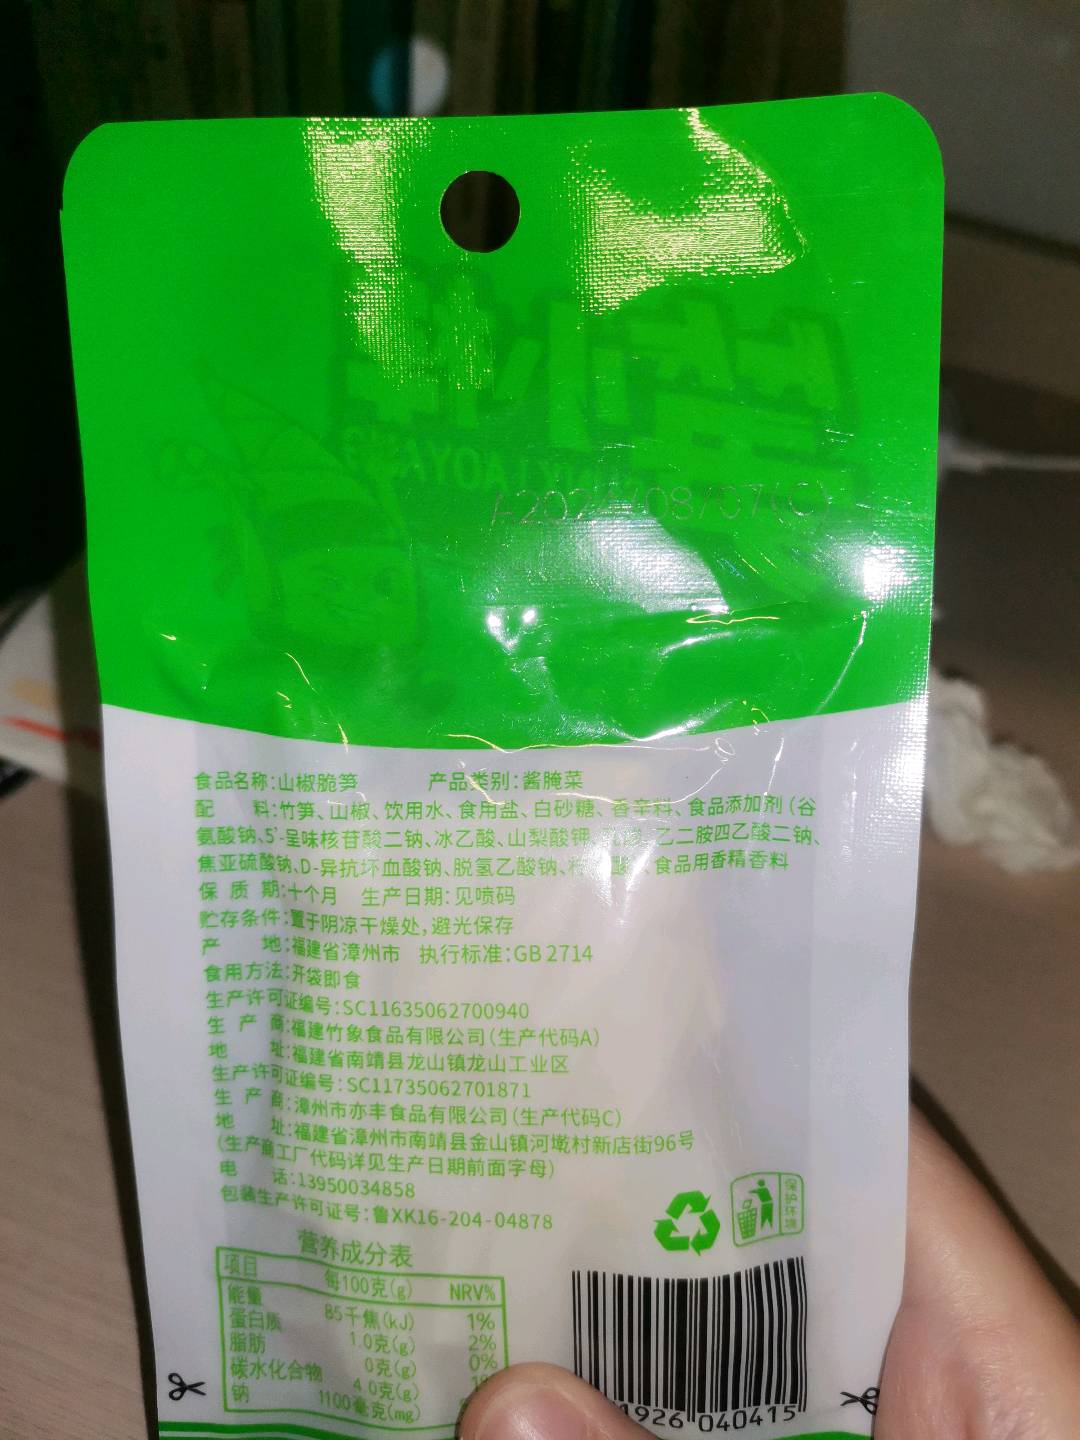 A2024/08/07(C)
食品名称:山椒脆笋 产品类别:酱腌菜
配 料:竹笋、山椒、饮用水、食用盐、白砂糖、香辛料、食品添加剂(谷
氨酸钠、5'-呈味核苷酸二钠、冰乙酸、山梨酸钾、乙二胺四乙酸二钠、
焦亚硫酸钠、D-异抗坏血酸钠、脱氢乙酸钠、酸、食品用香精香料
保 质 期:十个月 生产日期:见喷码
贮存条件:置于阴凉干燥处,避光保存
产 地:福建省漳州市 执行标准:GB 2714
食用方法:开袋即食
生产许可证编号:SC11635062700940
生 产 商:福建竹象食品有限公司(生产代码A)
地 址:福建省南靖县龙山镇龙山工业区
生产许可证编号:SC11735062701871
生 产 商:漳州市亦丰食品有限公司(生产代码C)
地 址:福建省漳州市南靖县金山镇河墘村新店街96号
(生产商工厂代码详见生产日期前面字母)
电 话:13950034858
包装生产许可证号:鲁XK16-204-04878
保护环境
营养成分表
项目 每100克(g) NRV%
能量 85千焦(kJ) 1%
蛋白质 1.0克(g) 2%
脂肪 0克(g) 0%
碳水化合物 4.0克(g)
钠 1100毫克(mg)
1926 040415